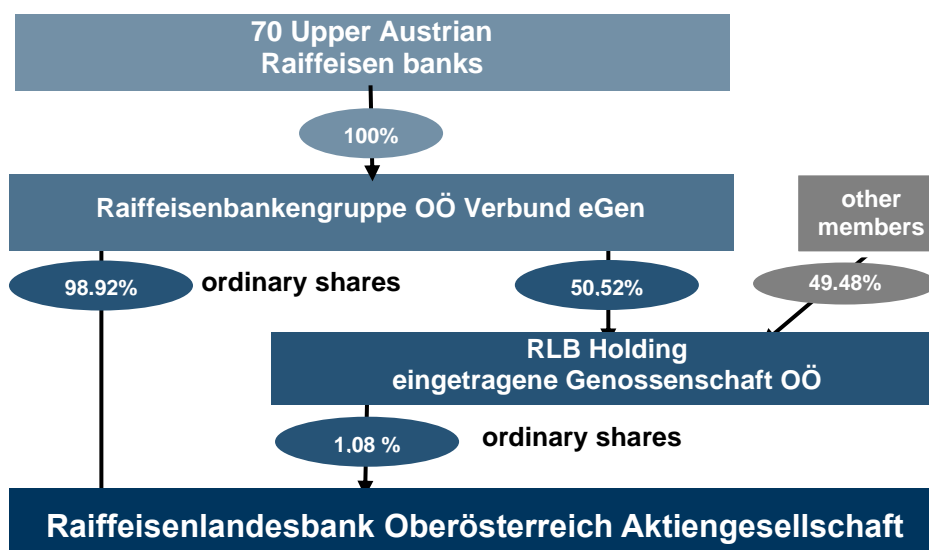 70 Upper Austrian
Raiffeisen banks
100%
Raiffeisenbankengruppe OÖ Verbund eGen
other
members
98.92%
ordinary shares
50.52%
49.48%
RLB Holding
eingetragene Genossenschaft OÖ
1.08 %
ordinary shares
Raiffeisenlandesbank Oberösterreich Aktiengesellschaft